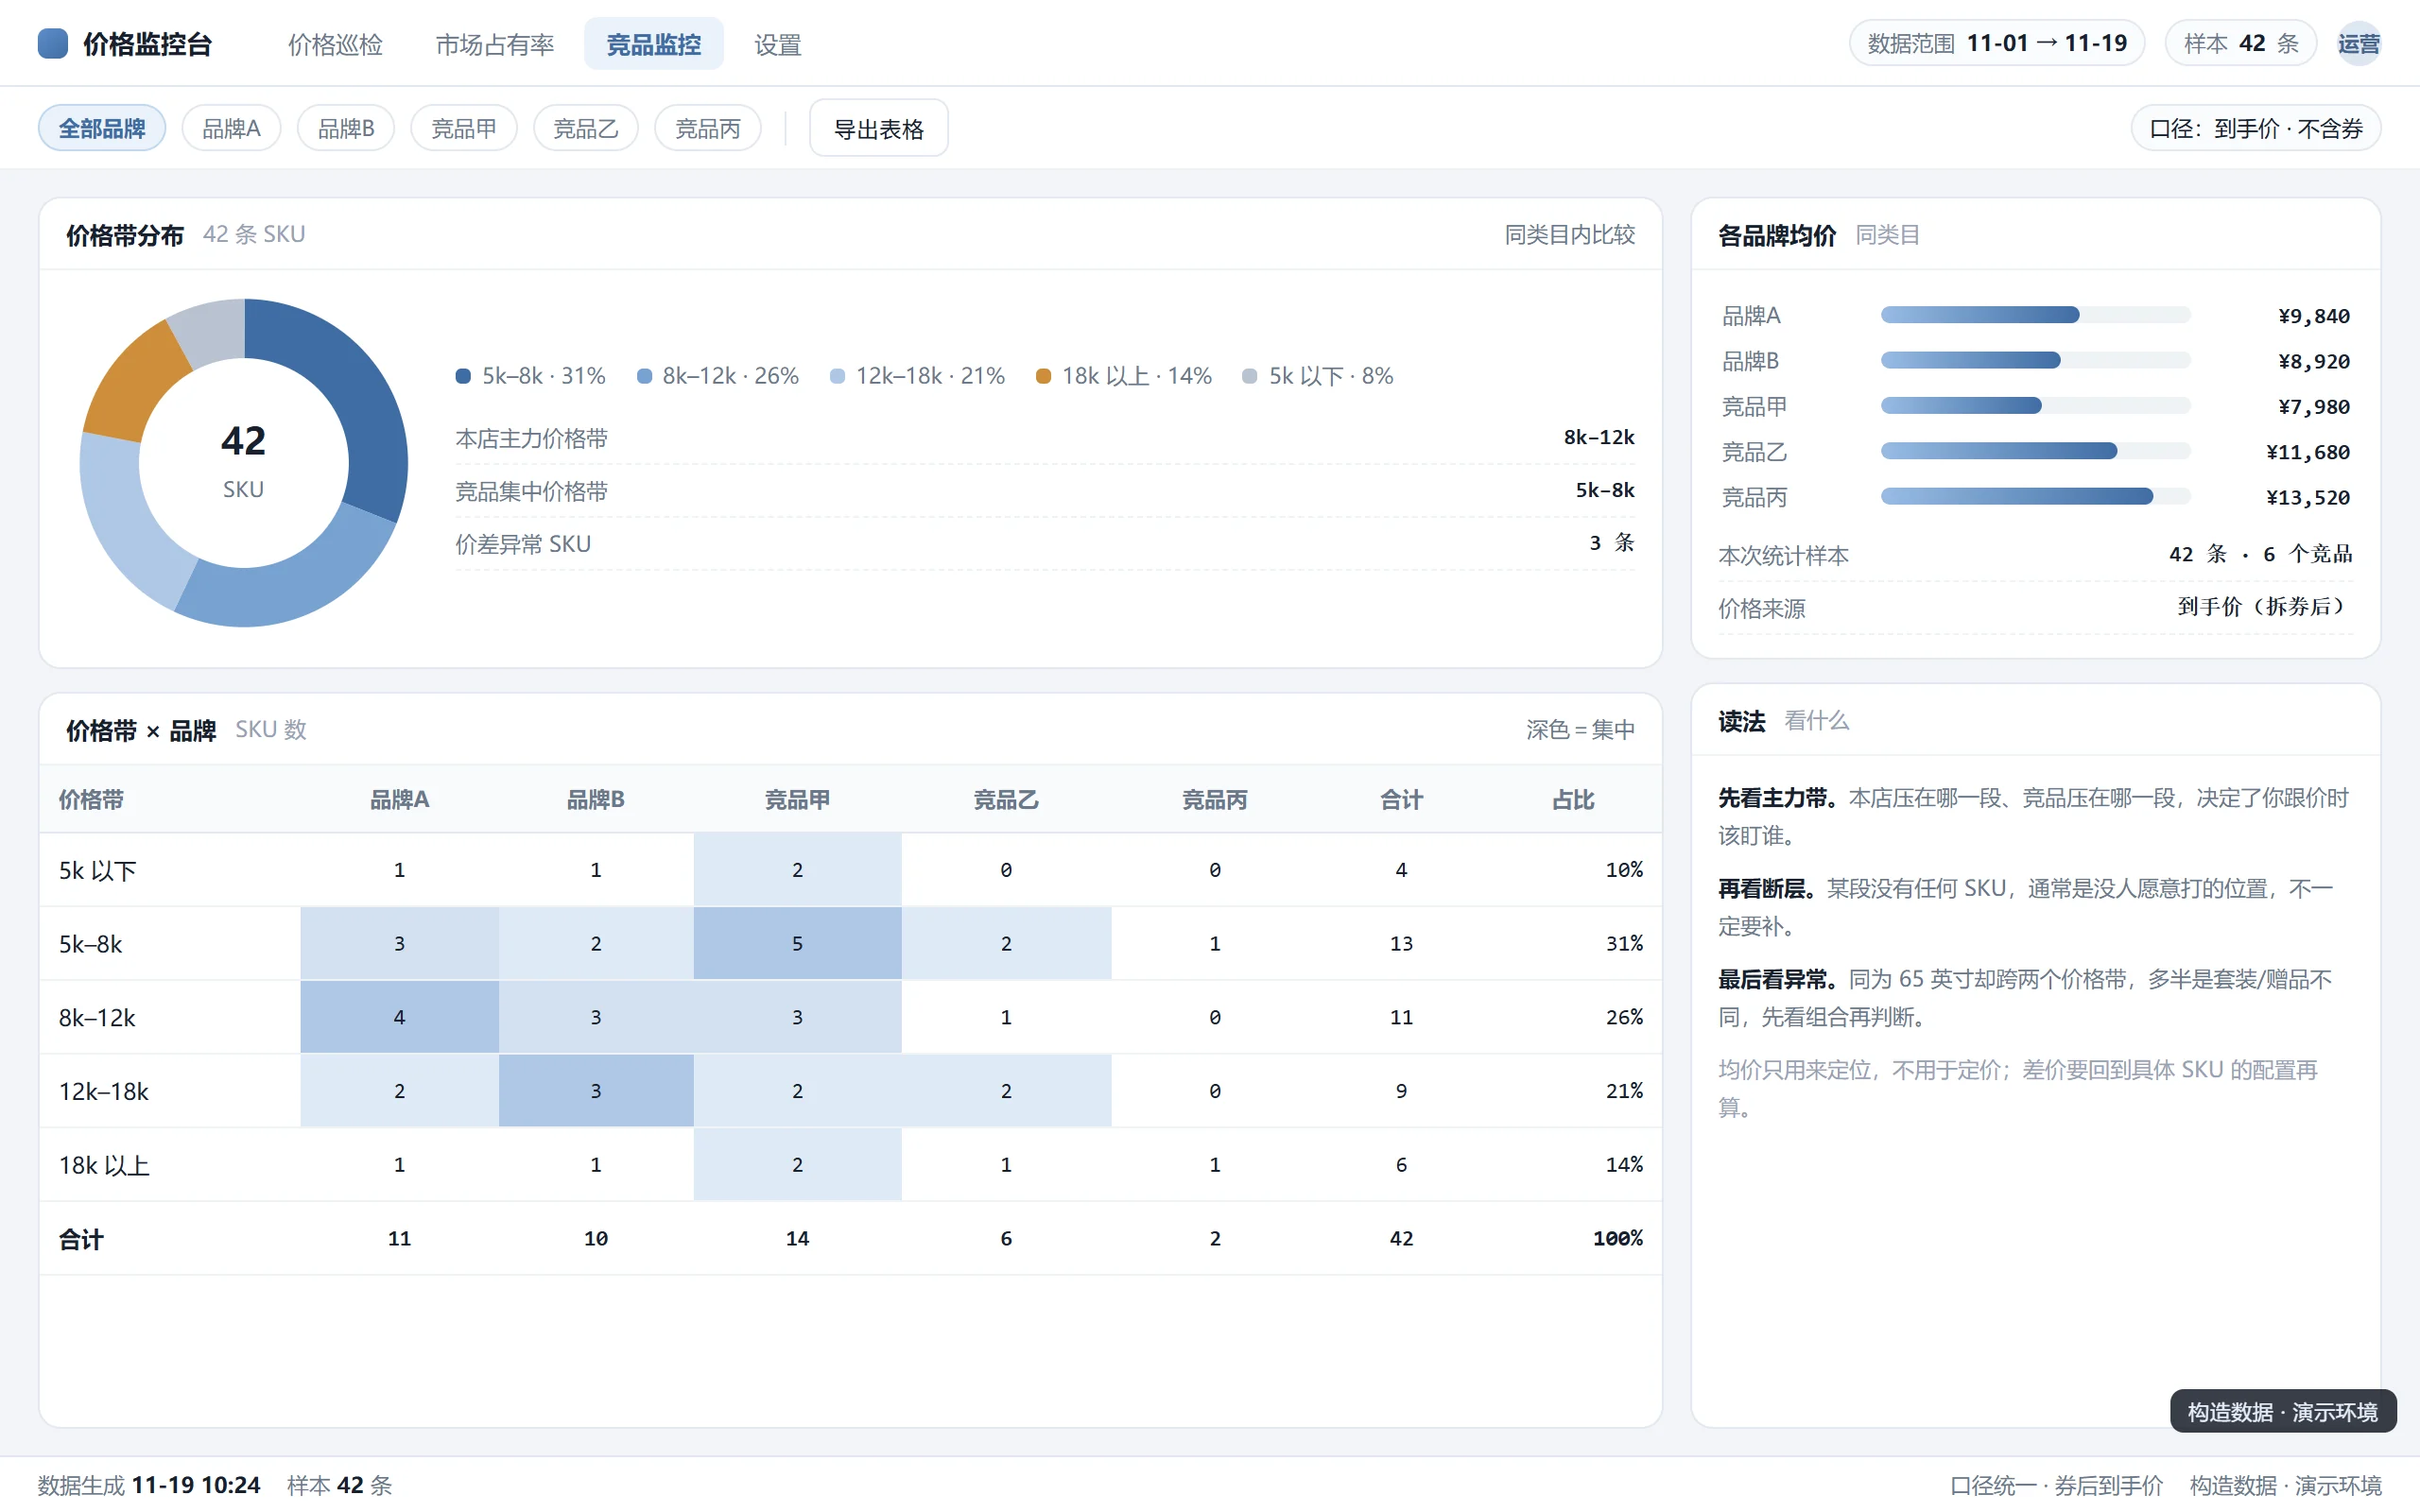 价格监控台 价格巡检 市场占有率 竞品监控 设置 数据范围 11-01 → 11-19 样本 42 条 运营
全部品牌 品牌A 品牌B 竞品甲 竞品乙 竞品丙 导出表格 口径：到手价 · 不含券
价格带分布 42 条 SKU 同类目内比较
42
SKU
5k–8k · 31% 8k–12k · 26% 12k–18k · 21% 18k 以上 · 14% 5k 以下 · 8%
本店主力价格带 8k–12k
竞品集中价格带 5k–8k
价差异常 SKU 3 条
各品牌均价 同类目
品牌A ¥9,840
品牌B ¥8,920
竞品甲 ¥7,980
竞品乙 ¥11,680
竞品丙 ¥13,520
本次统计样本 42 条 · 6 个竞品
价格来源 到手价（拆券后）
价格带 × 品牌 SKU 数 深色 = 集中
价格带 品牌A 品牌B 竞品甲 竞品乙 竞品丙 合计 占比
5k 以下 1 1 2 0 0 4 10%
5k–8k 3 2 5 2 1 13 31%
8k–12k 4 3 3 1 0 11 26%
12k–18k 2 3 2 2 0 9 21%
18k 以上 1 1 2 1 1 6 14%
合计 11 10 14 6 2 42 100%
读法 看什么
先看主力带。本店压在哪一段、竞品压在哪一段，决定了你跟价时
该盯谁。
再看断层。某段没有任何 SKU，通常是没人愿意打的位置，不一
定要补。
最后看异常。同为 65 英寸却跨两个价格带，多半是套装/赠品不
同，先看组合再判断。
均价只用来定位，不用于定价；差价要回到具体 SKU 的配置再
算。
构造数据 · 演示环境
数据生成 11-19 10:24 样本 42 条 口径统一 · 券后到手价 构造数据 · 演示环境